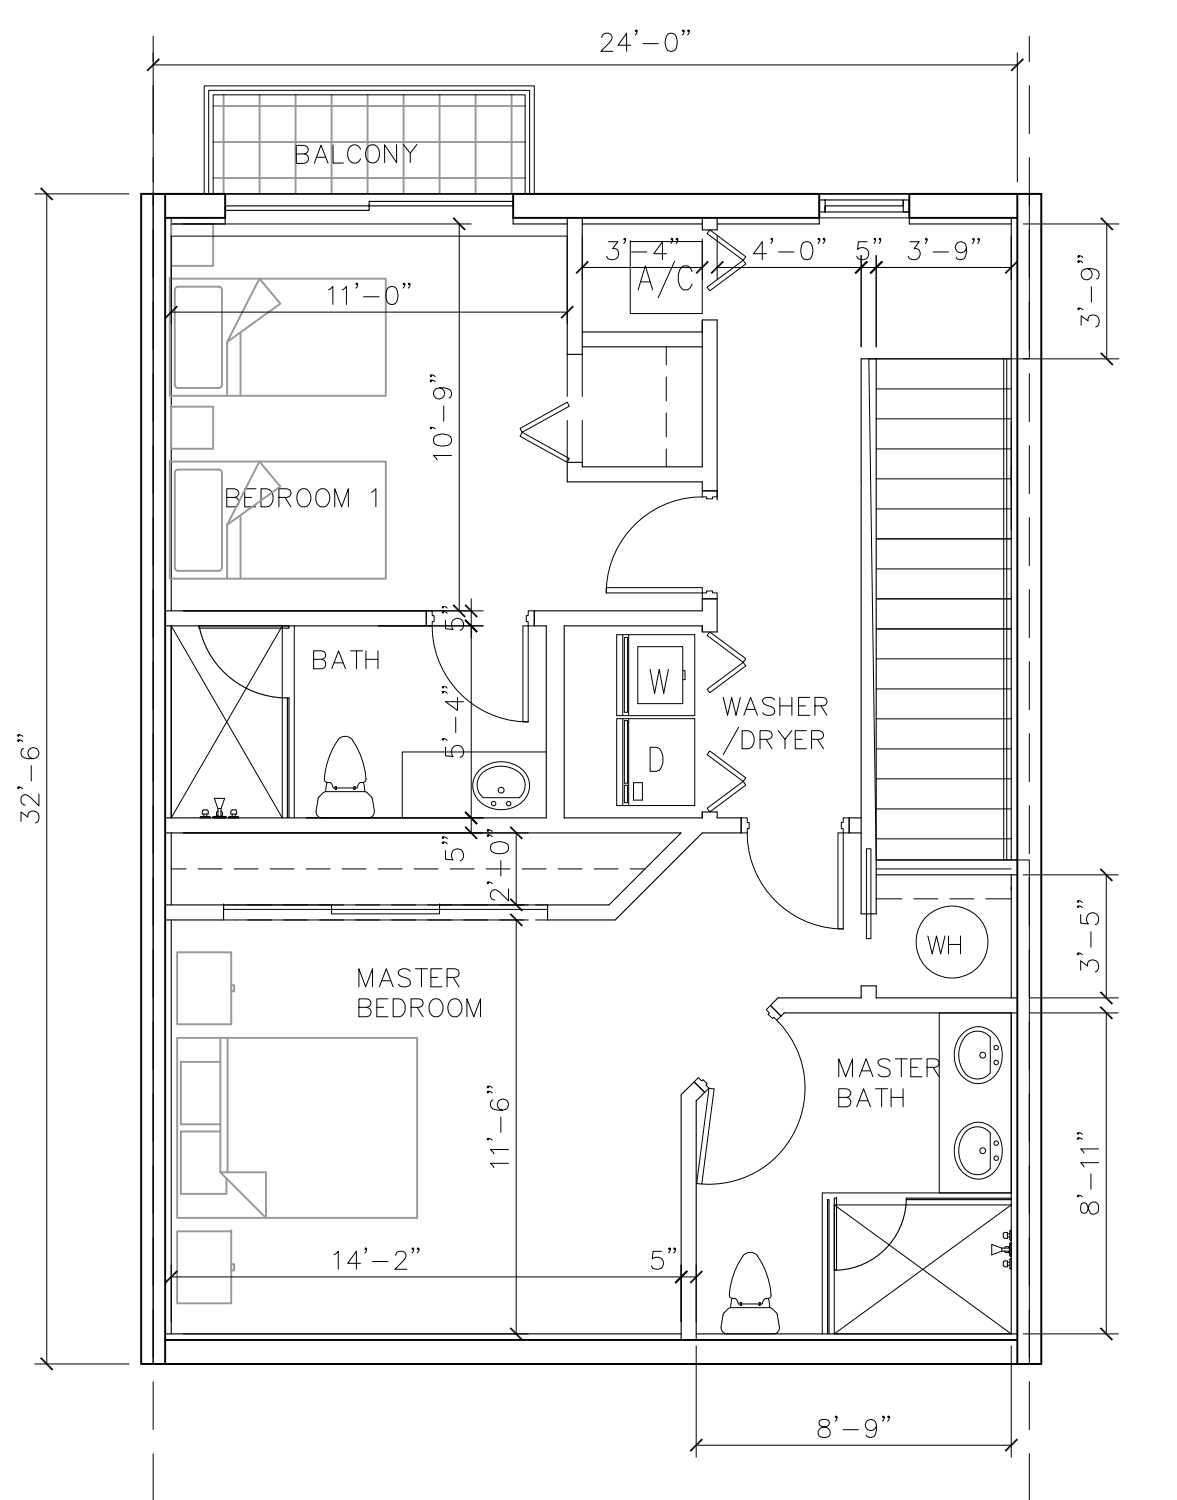 24'-0"
BALCONY
3'-4"
4'-0"
5"
3'-9"
A/C
3'-9"
11'-0"
10'-9"
BEDROOM 1
5"
BATH
W
WASHER
/DRYER
5'-4"
D
32'-6"
5"
2'-0"
WH
3'-5"
MASTER
BEDROOM
MASTER
BATH
11'-6"
8'-11"
14'-2"
5"
8'-9"